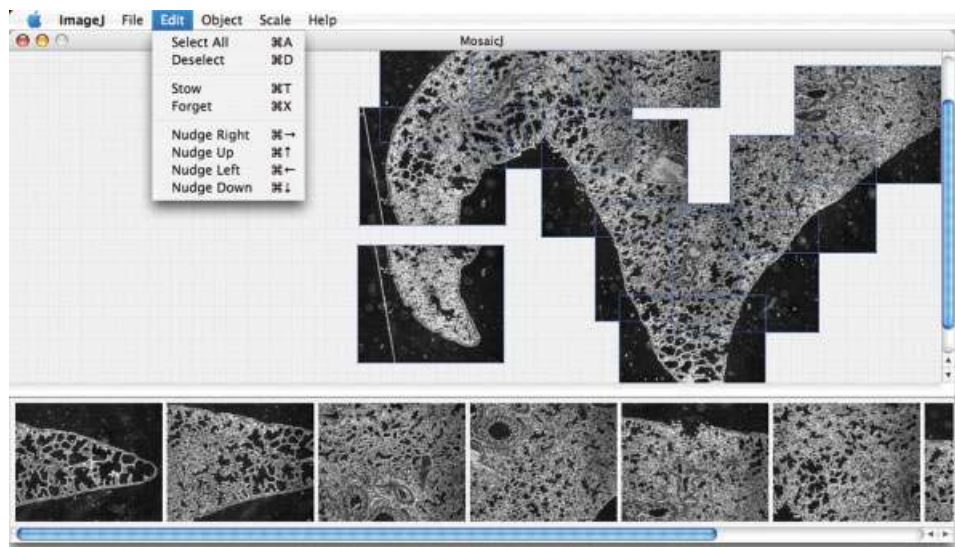 ImageJ File Edit Object Scale Help
MosaicJ
Select All ⌘A
Deselect ⌘D
Stow ⌘T
Forget ⌘X
Nudge Right ⌘→
Nudge Up ⌘↑
Nudge Left ⌘←
Nudge Down ⌘↓